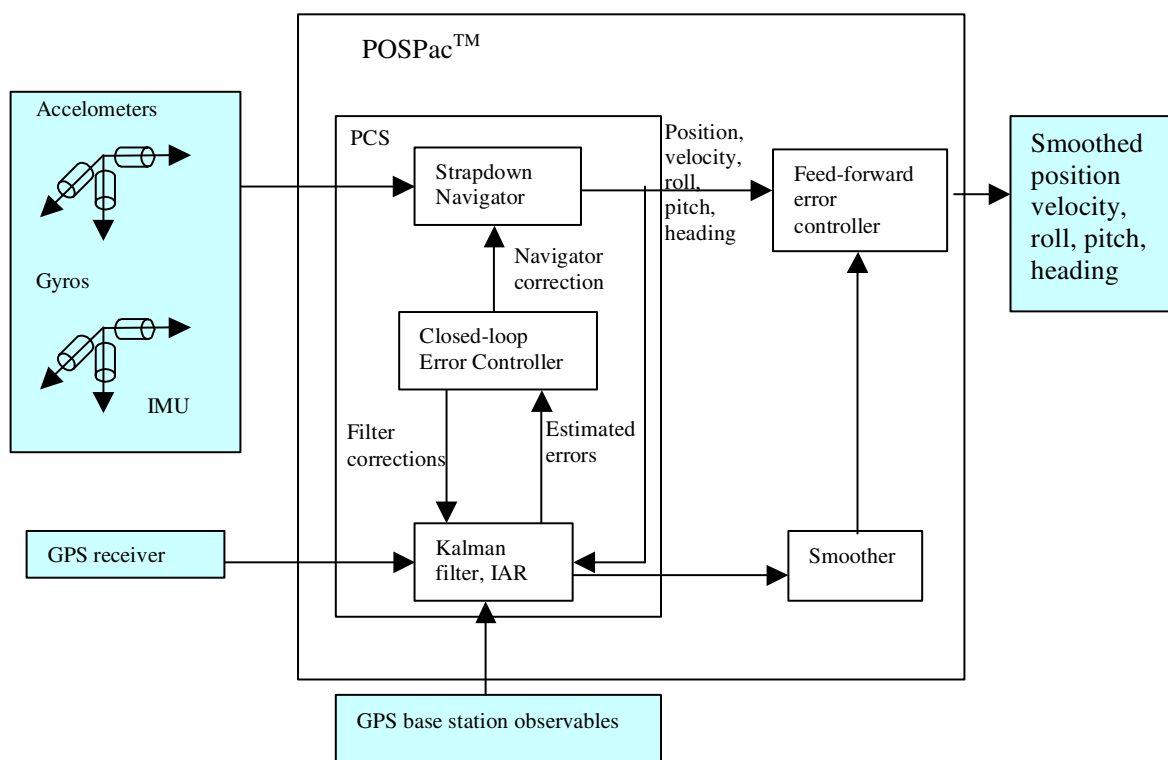 POSPac™
Accelometers
Gyros
IMU
PCS
Strapdown
Navigator
Position,
velocity,
roll,
pitch,
heading
Feed-forward
error
controller
Smoothed
position
velocity,
roll, pitch,
heading
Navigator
correction
Closed-loop
Error Controller
Filter
corrections
Estimated
errors
GPS receiver
Kalman
filter, IAR
Smoother
GPS base station observables